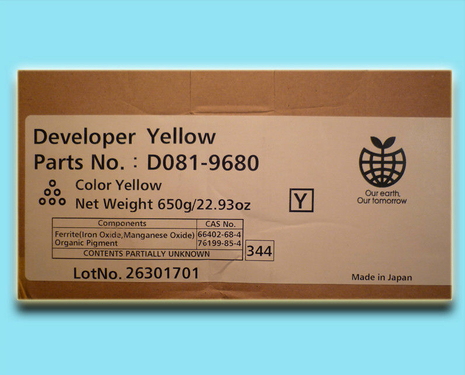 Developer Yellow
Parts No. : D081-9680
Color Yellow
Net Weight 650g/22.93oz
Y
Our earth,
Our tomorrow
Components CAS No.
Ferrite(Iron Oxide,Manganese Oxide) 66402-68-4
Organic Pigment 76199-85-4
CONTENTS PARTIALLY UNKNOWN
344
LotNo. 26301701
Made in Japan